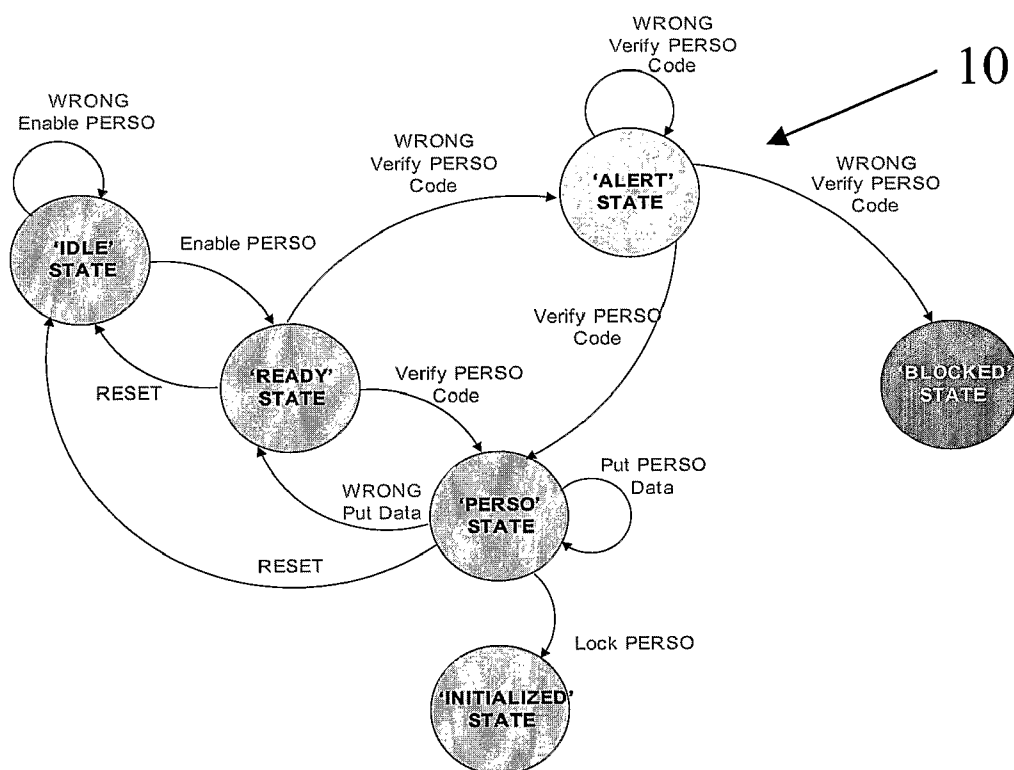 WRONG
Verify PERSO
Code
10
WRONG
Enable PERSO
WRONG
Verify PERSO
Code
WRONG
Verify PERSO
Code
'ALERT'
STATE
'IDLE'
STATE
Enable PERSO
Verify PERSO
Code
'READY'
STATE
RESET
Verify PERSO
Code
'BLOCKED'
STATE
WRONG
Put Data
'PERSO'
STATE
Put PERSO
Data
RESET
Lock PERSO
'INITIALIZED'
STATE